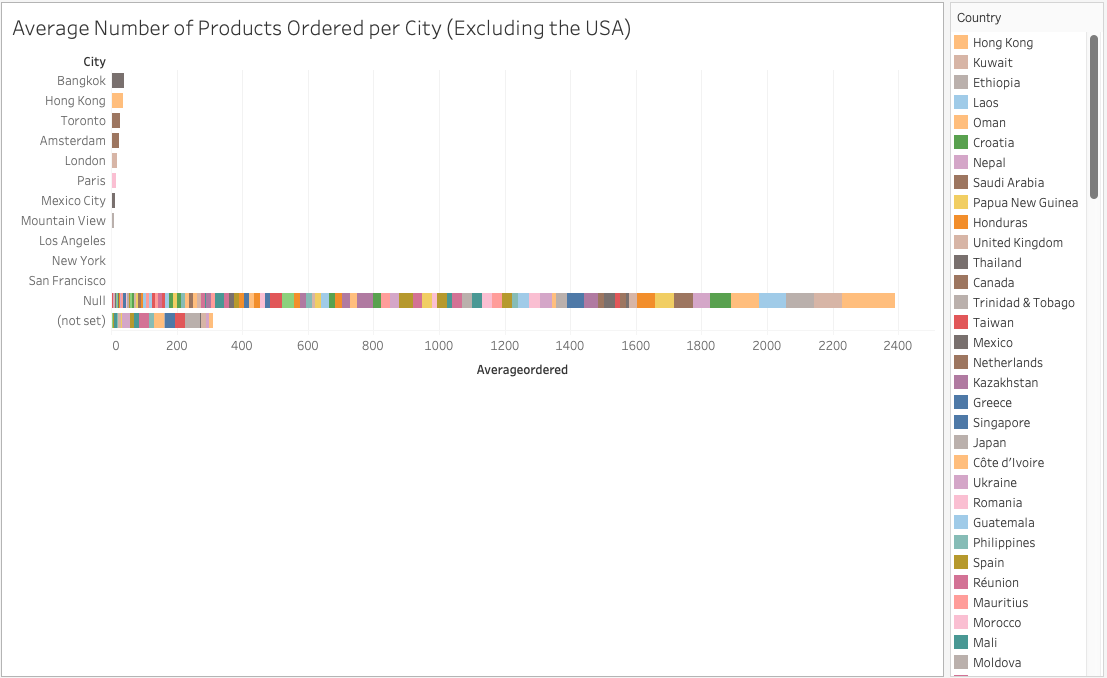 Average Number of Products Ordered per City (Excluding the USA)
City
Bangkok
Hong Kong
Toronto
Amsterdam
London
Paris
Mexico City
Mountain View
Los Angeles
New York
San Francisco
Null
(not set)
0 200 400 600 800 1000 1200 1400 1600 1800 2000 2200 2400
Averageordered
Country
Hong Kong
Kuwait
Ethiopia
Laos
Oman
Croatia
Nepal
Saudi Arabia
Papua New Guinea
Honduras
United Kingdom
Thailand
Canada
Trinidad & Tobago
Taiwan
Mexico
Netherlands
Kazakhstan
Greece
Singapore
Japan
Côte d’Ivoire
Ukraine
Romania
Guatemala
Philippines
Spain
Réunion
Mauritius
Morocco
Mali
Moldova